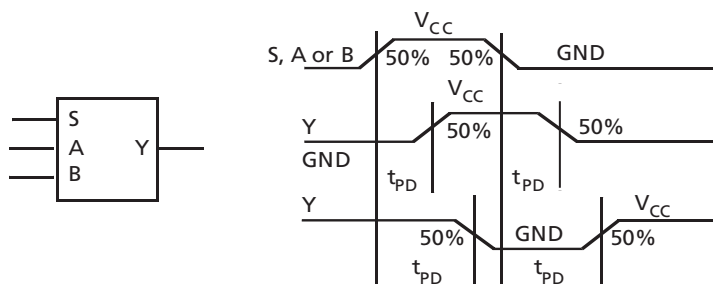 S
A Y
B
V_CC
S, A or B 50% 50% GND
V_CC
Y 50% 50%
GND
t_PD t_PD
Y V_CC
50% GND 50%
t_PD t_PD